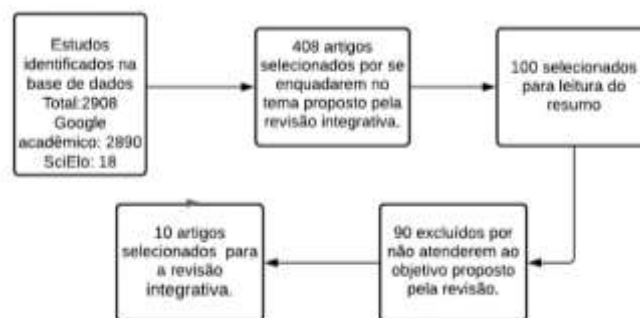 Estudos
identificados na
base de dados
Total:2908
Google
acadêmico: 2890
SciElo: 18
408 artigos
selecionados por se
enquadarem no
tema proposto pela
revisão integrativa.
100 selecionados
para leitura do
resumo
90 excluídos por
não atenderem ao
objetivo proposto
pela revisão.
10 artigos
selecionados para
a revisão
integrativa.